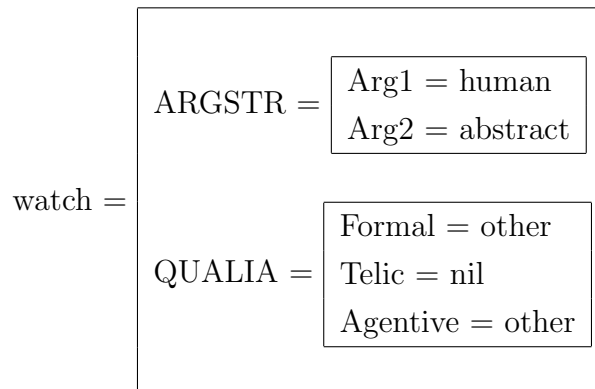 watch =
ARGSTR =
Arg1 = human
Arg2 = abstract
QUALIA =
Formal = other
Telic = nil
Agentive = other